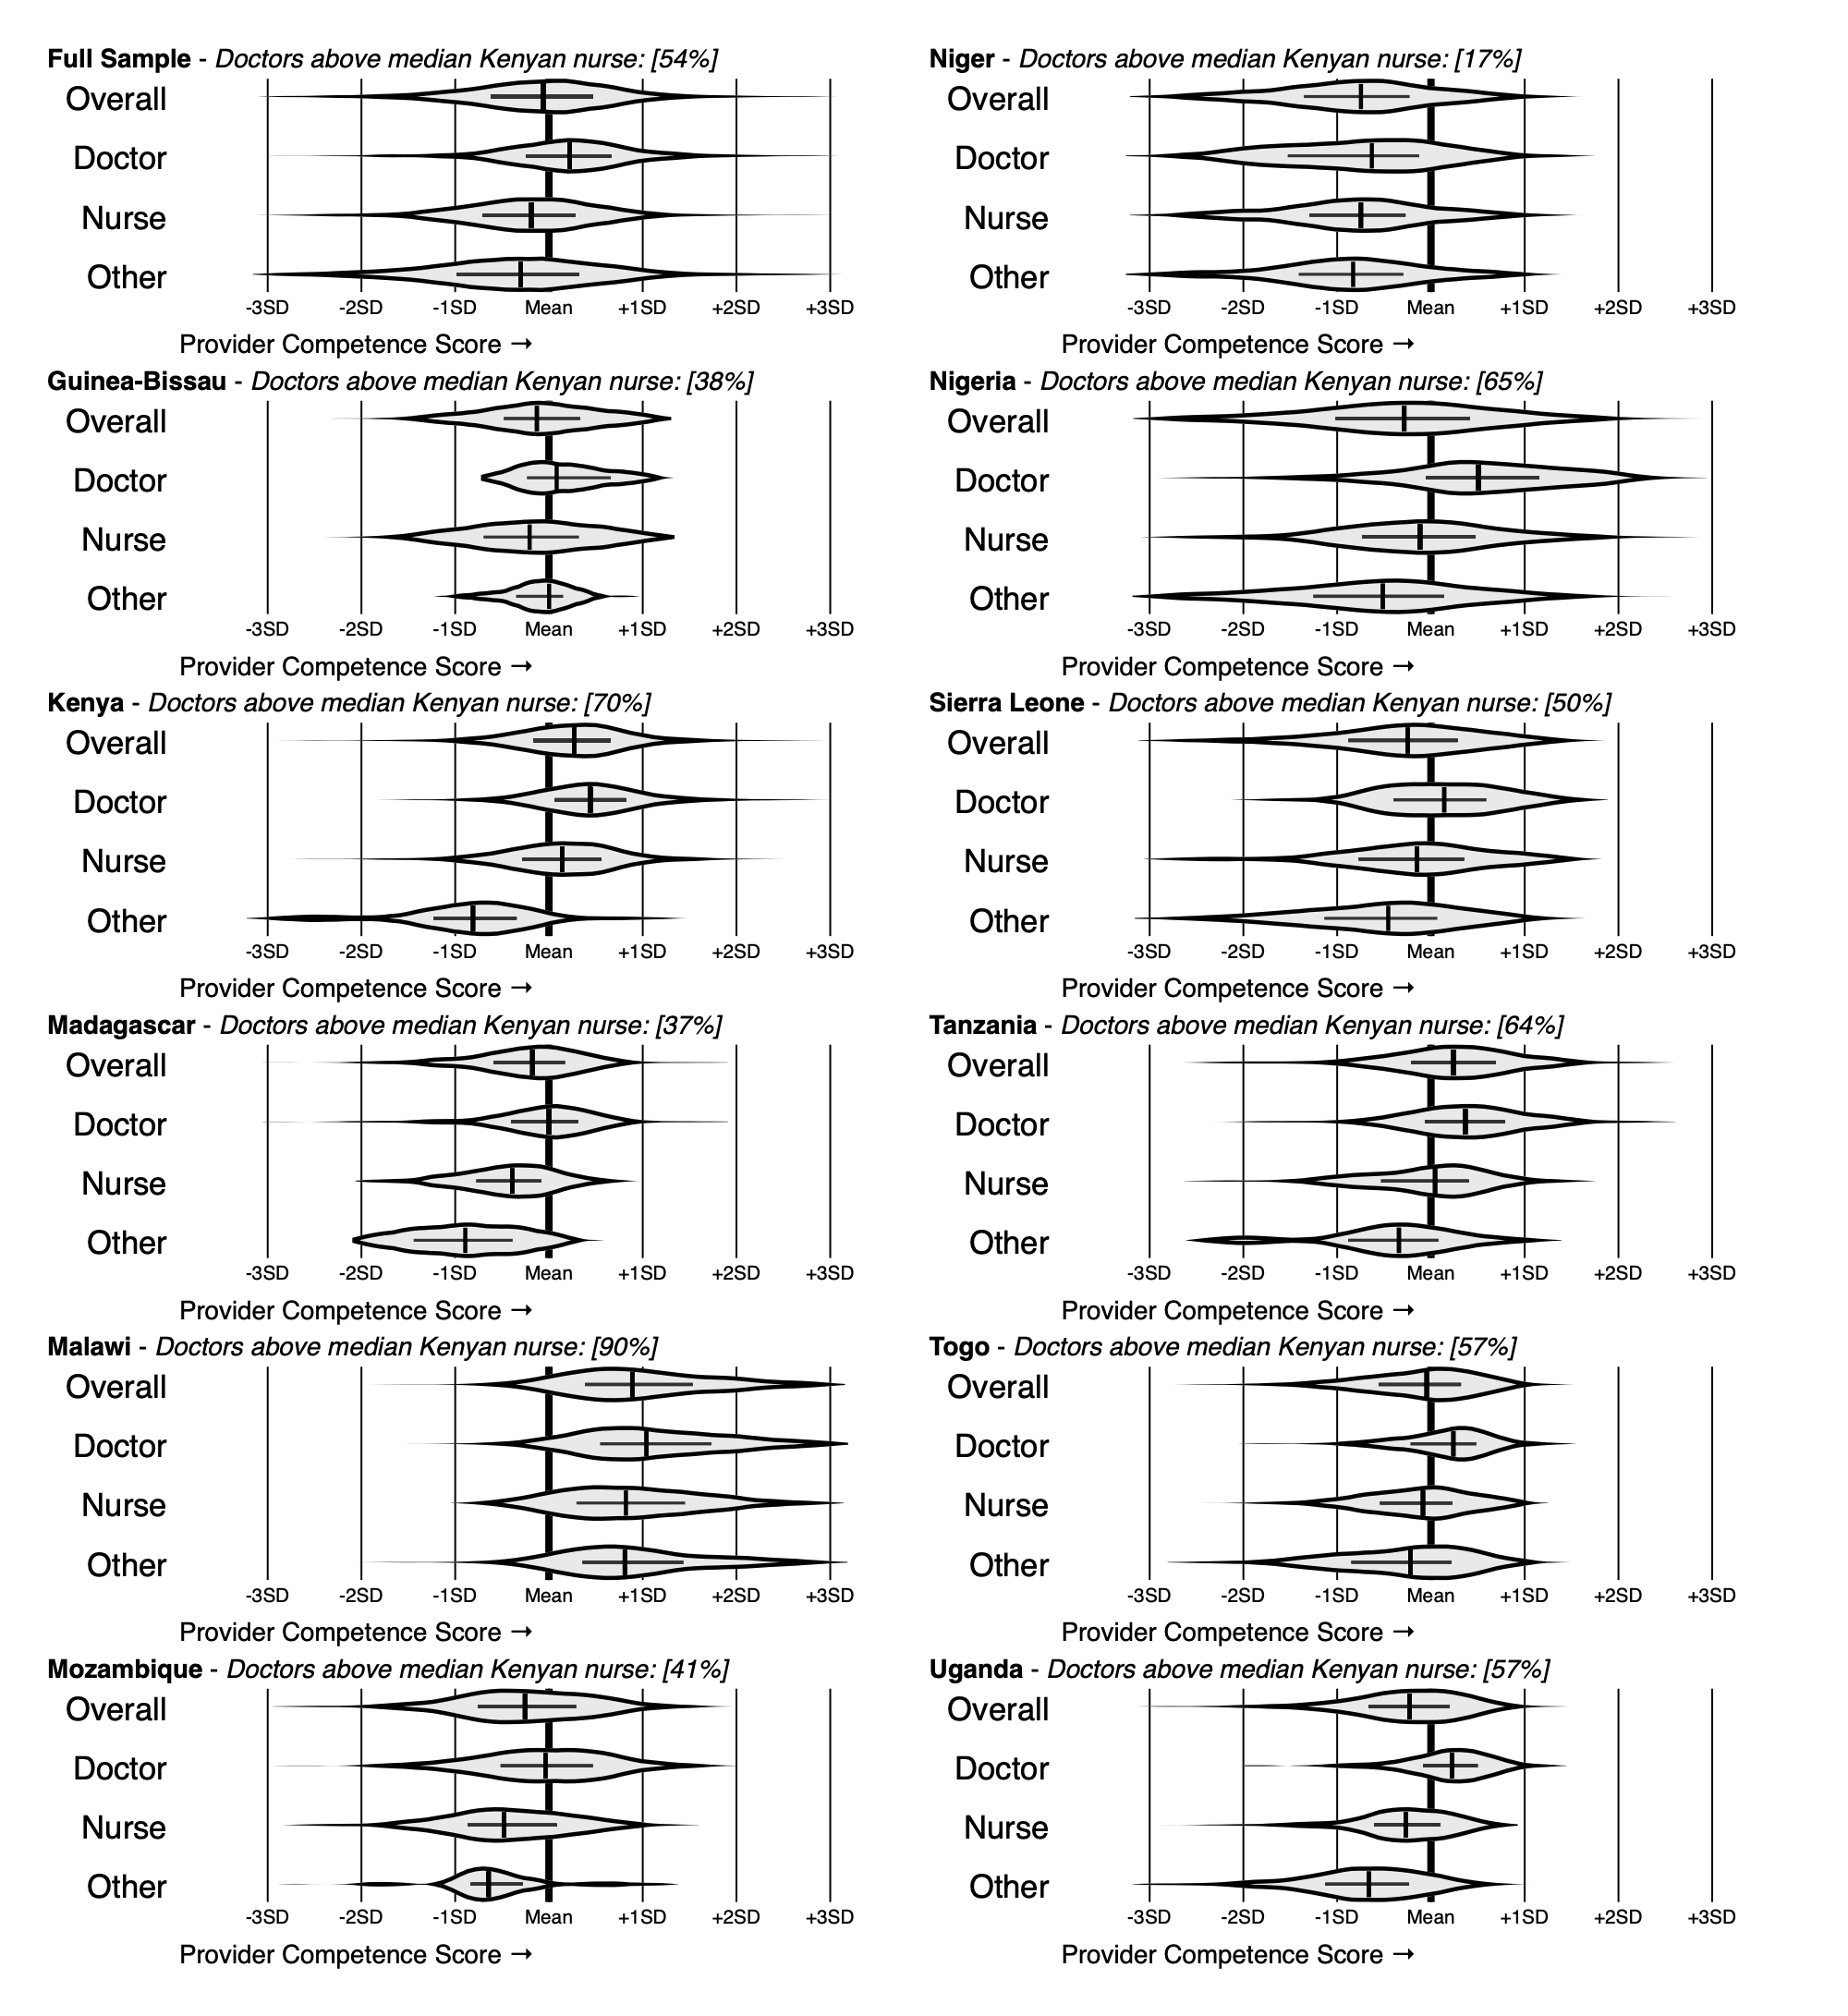 Full Sample - Doctors above median Kenyan nurse: [54%]
Overall
Doctor
Nurse
Other
-3SD -2SD -1SD Mean +1SD +2SD +3SD
Provider Competence Score →
Niger - Doctors above median Kenyan nurse: [17%]
Overall
Doctor
Nurse
Other
-3SD -2SD -1SD Mean +1SD +2SD +3SD
Provider Competence Score →
Guinea-Bissau - Doctors above median Kenyan nurse: [38%]
Overall
Doctor
Nurse
Other
-3SD -2SD -1SD Mean +1SD +2SD +3SD
Provider Competence Score →
Nigeria - Doctors above median Kenyan nurse: [65%]
Overall
Doctor
Nurse
Other
-3SD -2SD -1SD Mean +1SD +2SD +3SD
Provider Competence Score →
Kenya - Doctors above median Kenyan nurse: [70%]
Overall
Doctor
Nurse
Other
-3SD -2SD -1SD Mean +1SD +2SD +3SD
Provider Competence Score →
Sierra Leone - Doctors above median Kenyan nurse: [50%]
Overall
Doctor
Nurse
Other
-3SD -2SD -1SD Mean +1SD +2SD +3SD
Provider Competence Score →
Madagascar - Doctors above median Kenyan nurse: [37%]
Overall
Doctor
Nurse
Other
-3SD -2SD -1SD Mean +1SD +2SD +3SD
Provider Competence Score →
Tanzania - Doctors above median Kenyan nurse: [64%]
Overall
Doctor
Nurse
Other
-3SD -2SD -1SD Mean +1SD +2SD +3SD
Provider Competence Score →
Malawi - Doctors above median Kenyan nurse: [90%]
Overall
Doctor
Nurse
Other
-3SD -2SD -1SD Mean +1SD +2SD +3SD
Provider Competence Score →
Togo - Doctors above median Kenyan nurse: [57%]
Overall
Doctor
Nurse
Other
-3SD -2SD -1SD Mean +1SD +2SD +3SD
Provider Competence Score →
Mozambique - Doctors above median Kenyan nurse: [41%]
Overall
Doctor
Nurse
Other
-3SD -2SD -1SD Mean +1SD +2SD +3SD
Provider Competence Score →
Uganda - Doctors above median Kenyan nurse: [57%]
Overall
Doctor
Nurse
Other
-3SD -2SD -1SD Mean +1SD +2SD +3SD
Provider Competence Score →